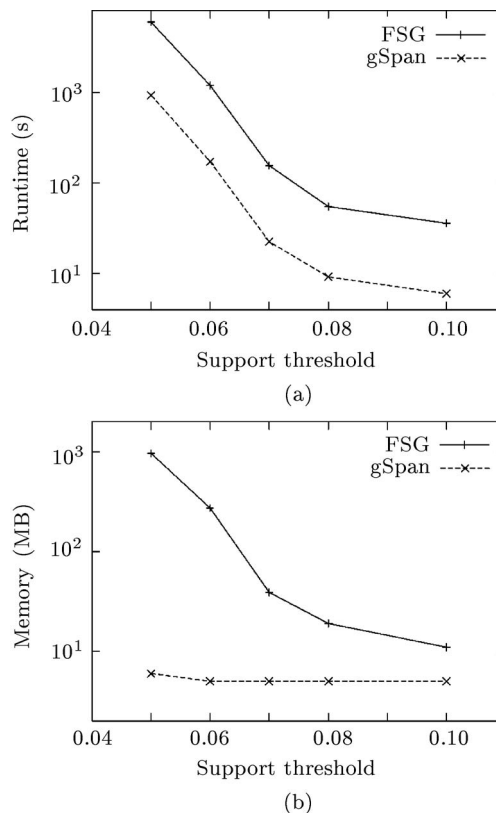 FSG
gSpan
10³
10²
10¹
Runtime (s)
0.04 0.06 0.08 0.10
Support threshold
(a)
FSG
gSpan
10³
10²
10¹
Memory (MB)
0.04 0.06 0.08 0.10
Support threshold
(b)